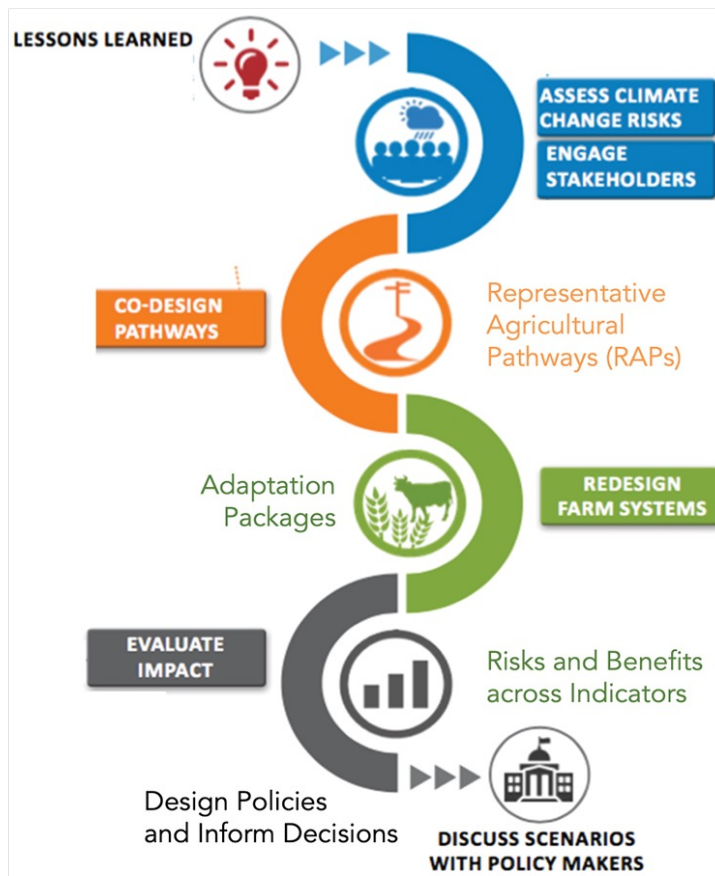 LESSONS LEARNED
ASSESS CLIMATE
CHANGE RISKS
ENGAGE
STAKEHOLDERS
CO-DESIGN
PATHWAYS
Representative
Agricultural
Pathways (RAPs)
Adaptation
Packages
REDESIGN
FARM SYSTEMS
EVALUATE
IMPACT
Risks and Benefits
across Indicators
Design Policies
and Inform Decisions
DISCUSS SCENARIOS
WITH POLICY MAKERS